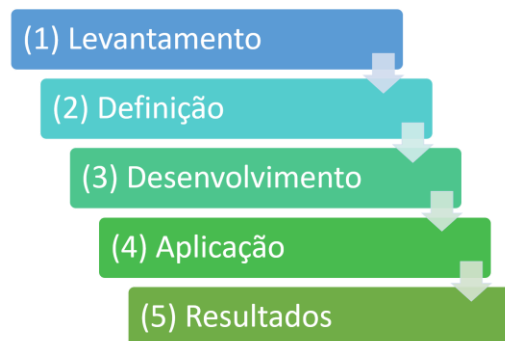 (1) Levantamento
(2) Definição
(3) Desenvolvimento
(4) Aplicação
(5) Resultados